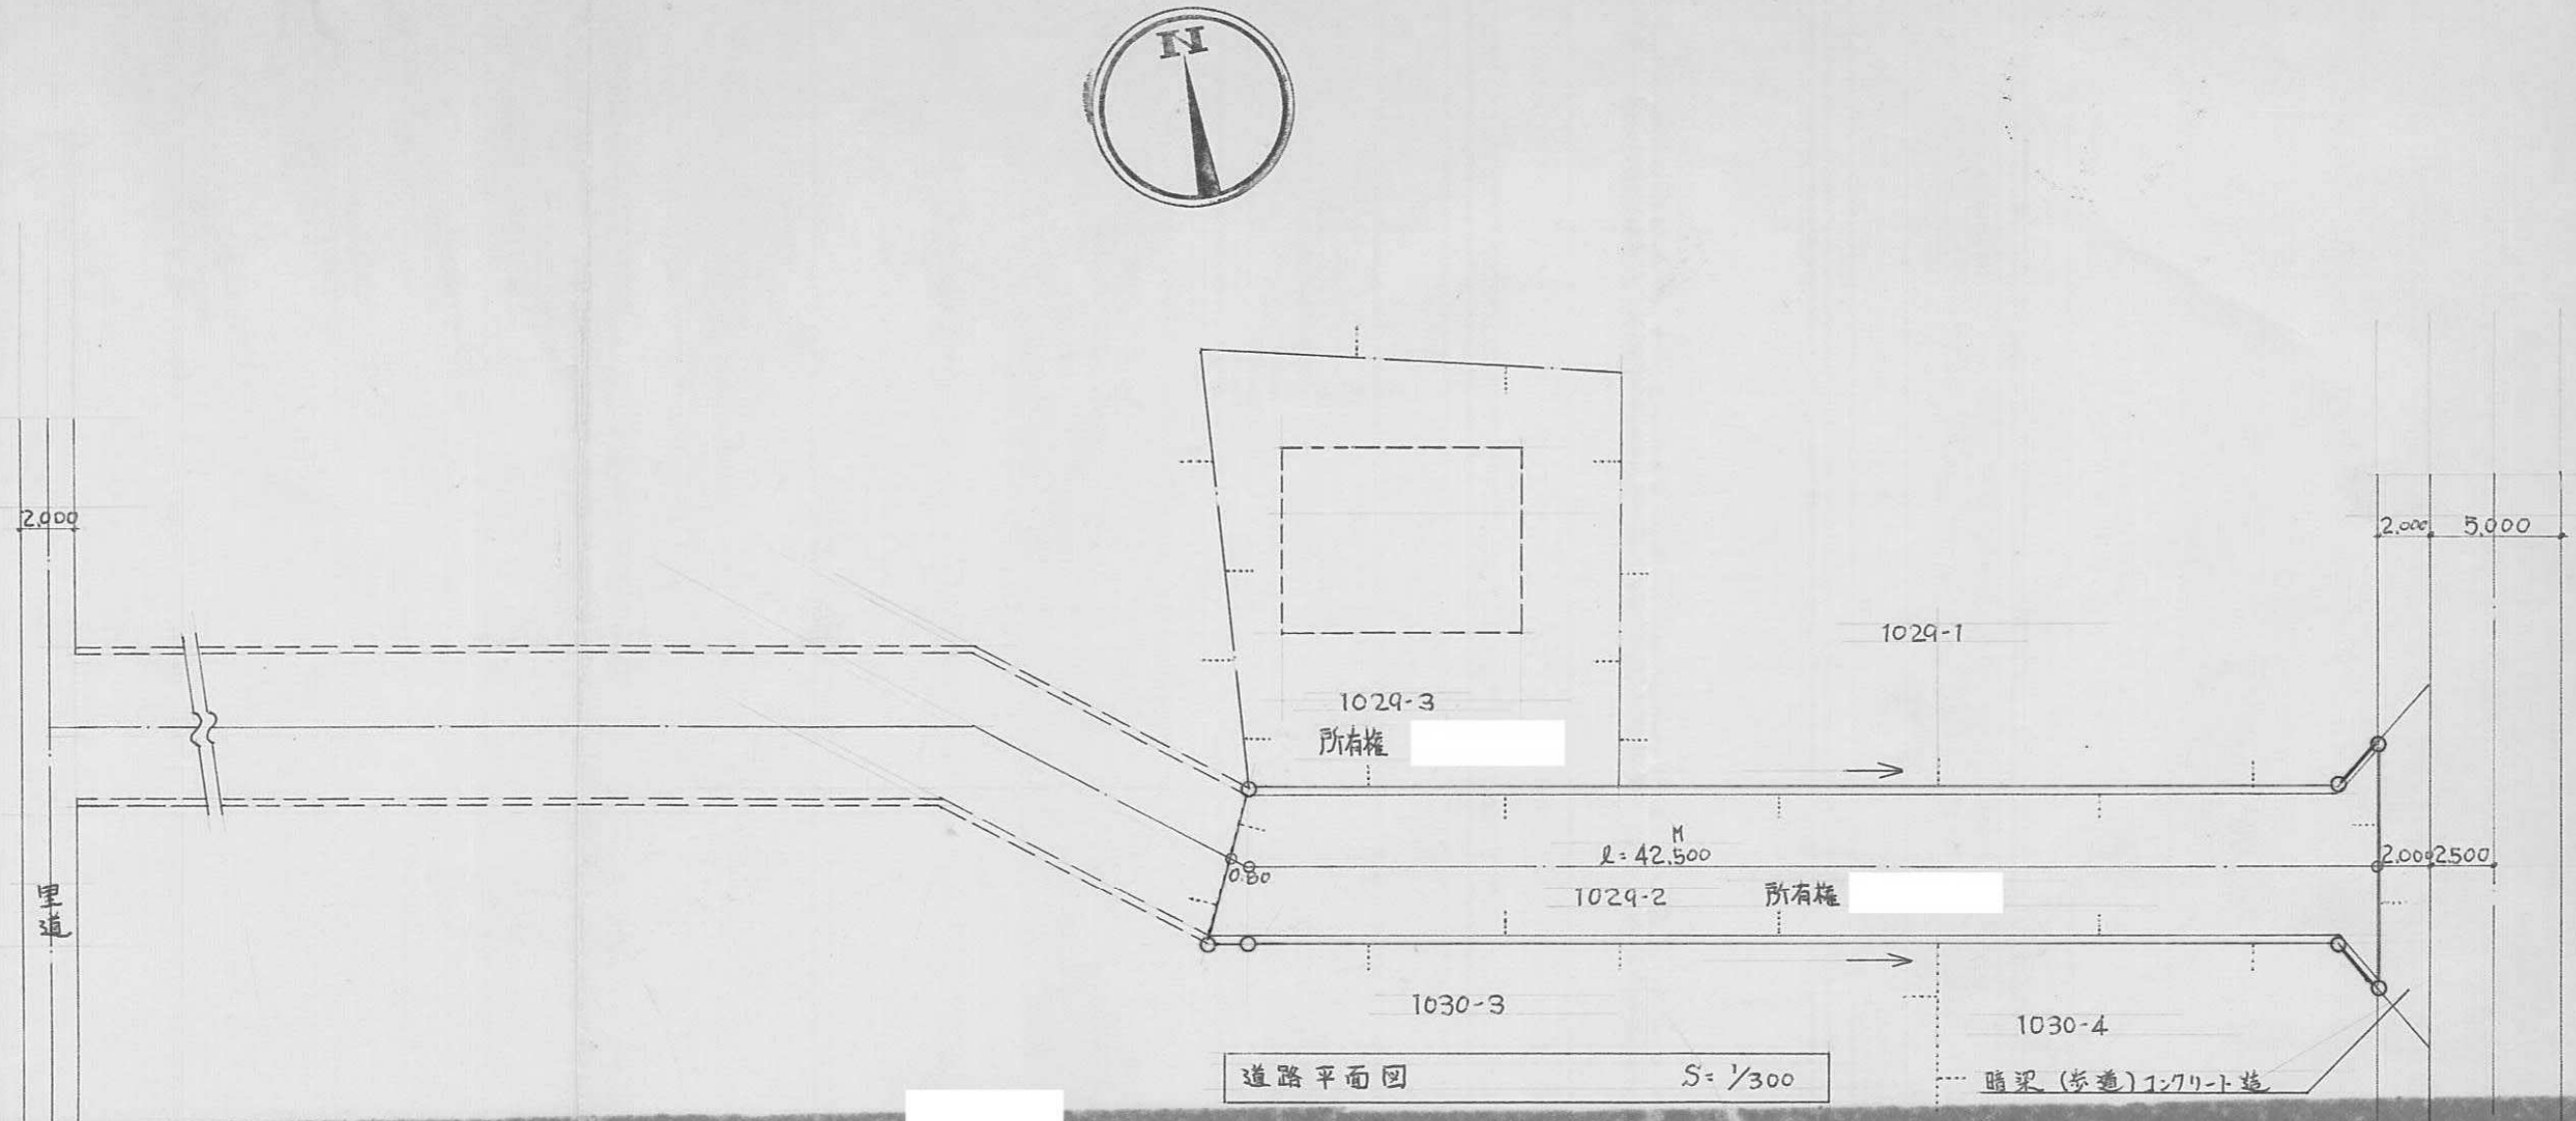 N
2.000
2.000 5.000
1029-1
1029-3
所有権
M
l=42.500
2.000 2.500
0.80
1029-2 所有権
里道
1030-3
1030-4
道路平面図 S=1/300
暗渠(歩道)コンクリート造